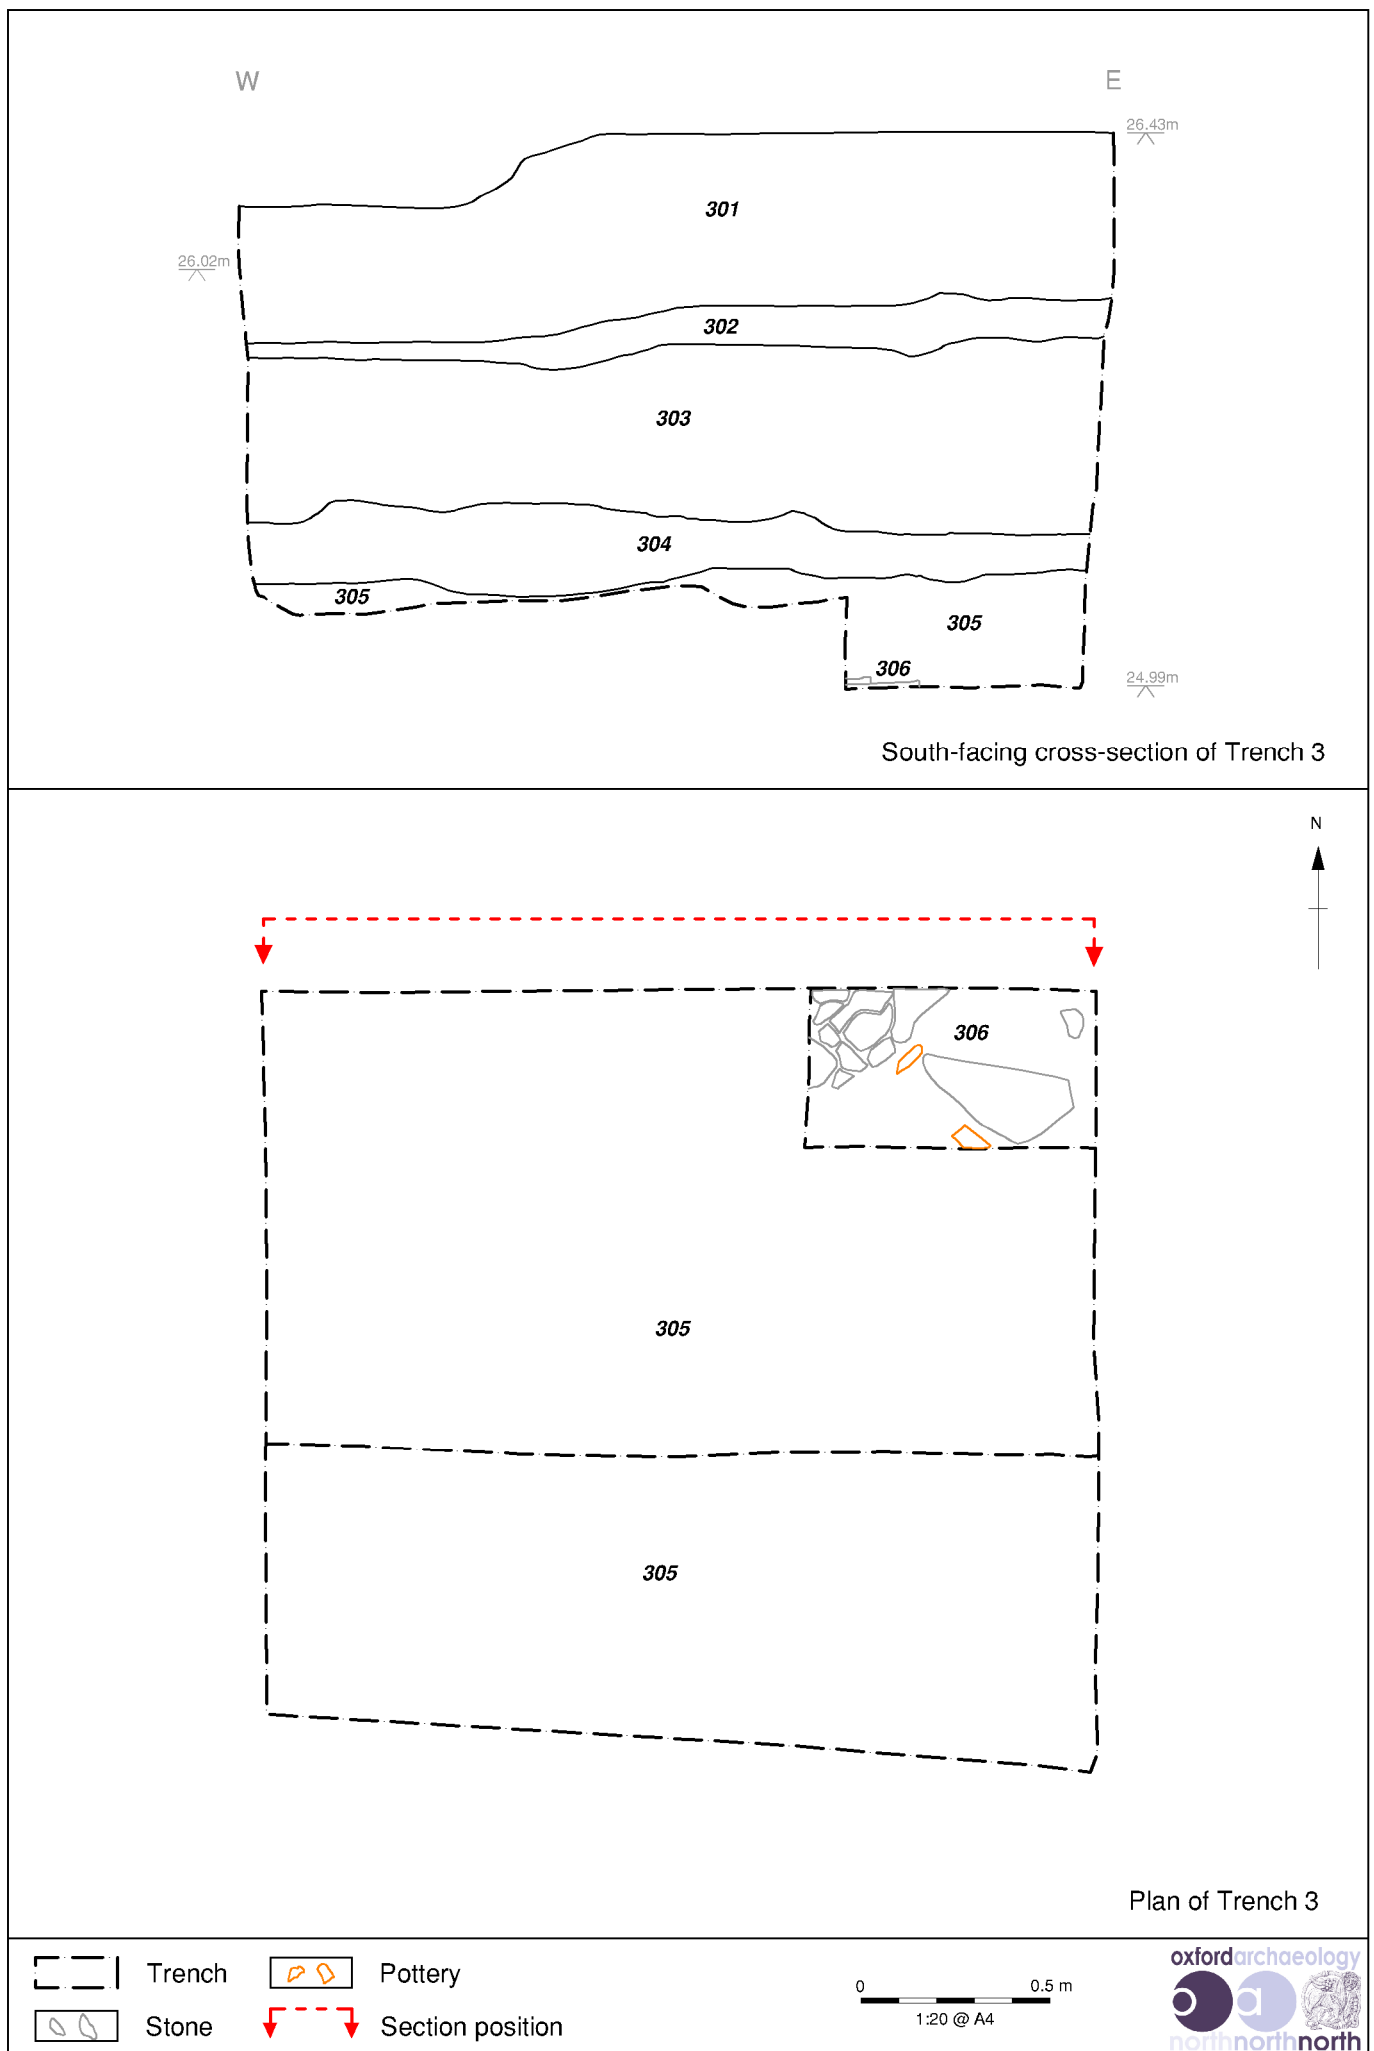 W
E
26.43m
301
26.02m
302
303
304
305
305
306
24.99m
South-facing cross-section of Trench 3
N
306
305
305
Plan of Trench 3
Trench
Pottery
Stone
Section position
0 0.5 m
1:20 @ A4
oxfordarchaeology
oa
northnorthnorth